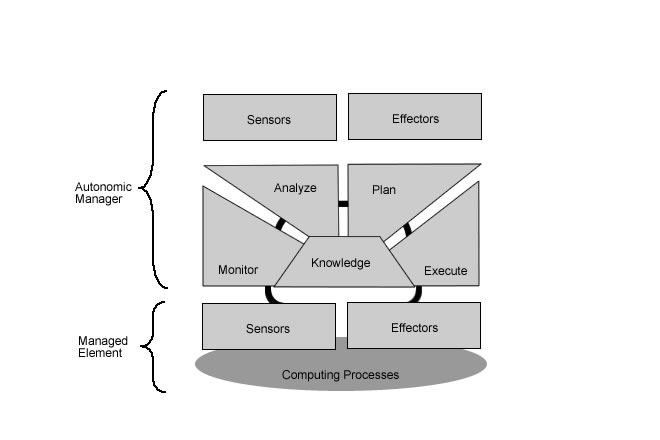 Sensors
Effectors
Autonomic
Manager
Analyze
Plan
Monitor
Knowledge
Execute
Managed
Element
Sensors
Effectors
Computing Processes